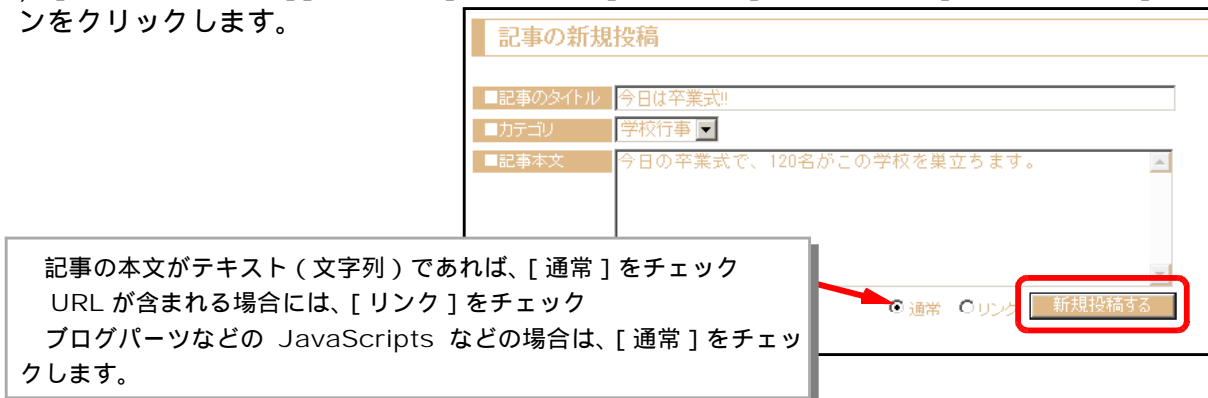 ンをクリックします。
記事の新規投稿
■記事のタイトル 今日は卒業式!!
■カテゴリ 学校行事
■記事本文 今日の卒業式で、120名がこの学校を巣立ちます。
記事の本文がテキスト（文字列）であれば、[通常]をチェック
URL が含まれる場合には、[リンク]をチェック
ブログパーツなどの JavaScripts などの場合は、[通常]をチェッ
クします。
通常 リンク 新規投稿する